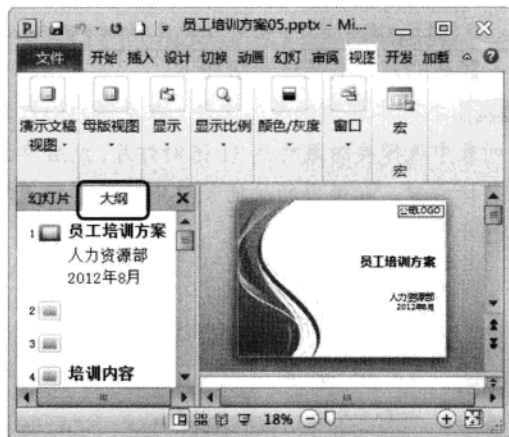 员工培训方案05.pptx - Mi...
文件 开始 插入 设计 切换 动画 幻灯 审阅 视图 开发 加载
演示文稿视图 母版视图 显示 显示比例 颜色/灰度 窗口 宏
宏
幻灯片 大纲
1 员工培训方案
人力资源部
2012年8月
2
3
4 培训内容
公司LOGO
员工培训方案
人力资源部
2012年8月
18%